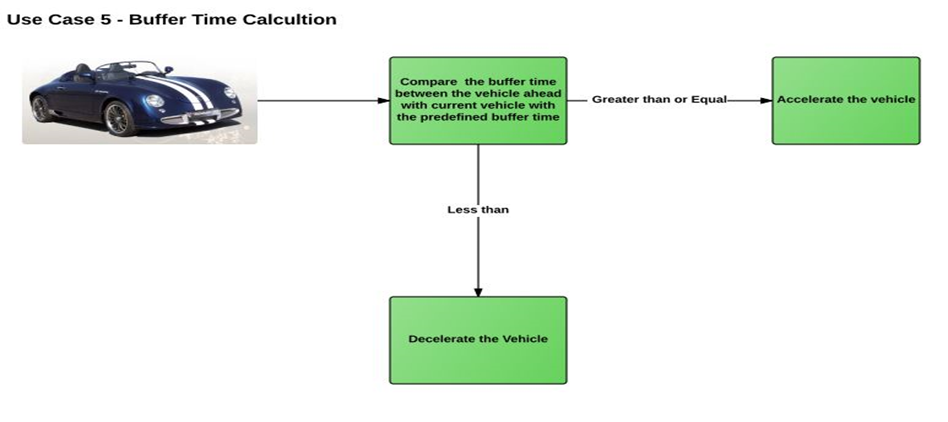 Use Case 5 - Buffer Time Calcultion
Compare the buffer time
between the vehicle ahead
with current vehicle with
the predefined buffer time
Greater than or Equal
Accelerate the vehicle
Less than
Decelerate the Vehicle